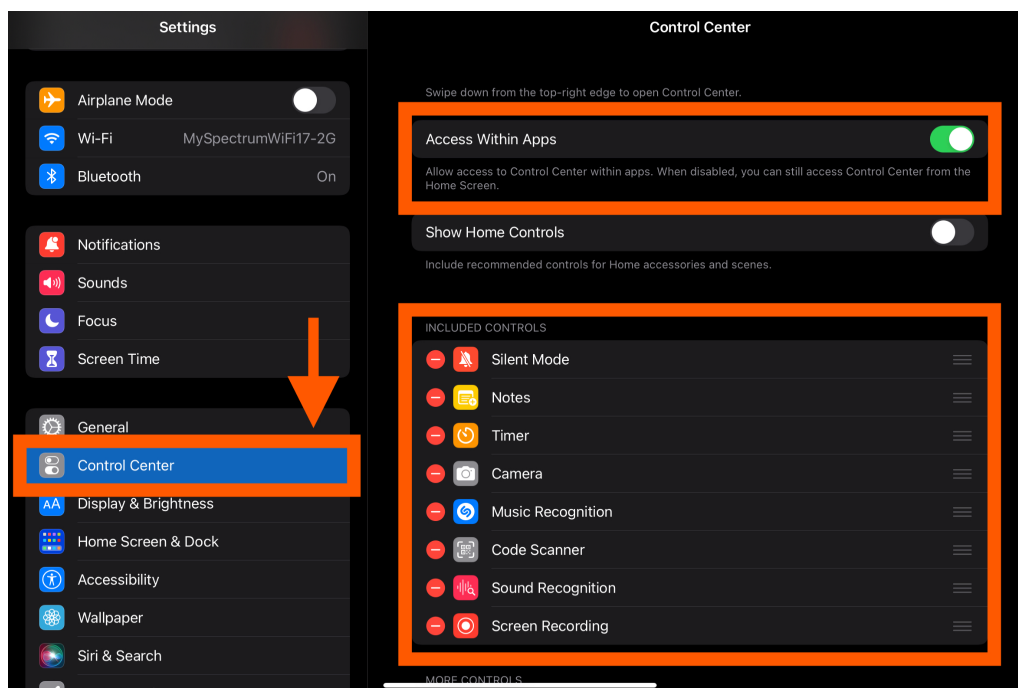 Settings
Airplane Mode
Wi-Fi MySpectrumWiFi17-2G
Bluetooth On
Notifications
Sounds
Focus
Screen Time
General
Control Center
AA Display & Brightness
Home Screen & Dock
Accessibility
Wallpaper
Siri & Search
Control Center
Swipe down from the top-right edge to open Control Center.
Access Within Apps
Allow access to Control Center within apps. When disabled, you can still access Control Center from the
Home Screen.
Show Home Controls
Include recommended controls for Home accessories and scenes.
INCLUDED CONTROLS
Silent Mode
Notes
Timer
Camera
Music Recognition
Code Scanner
Sound Recognition
Screen Recording
MORE CONTROLS